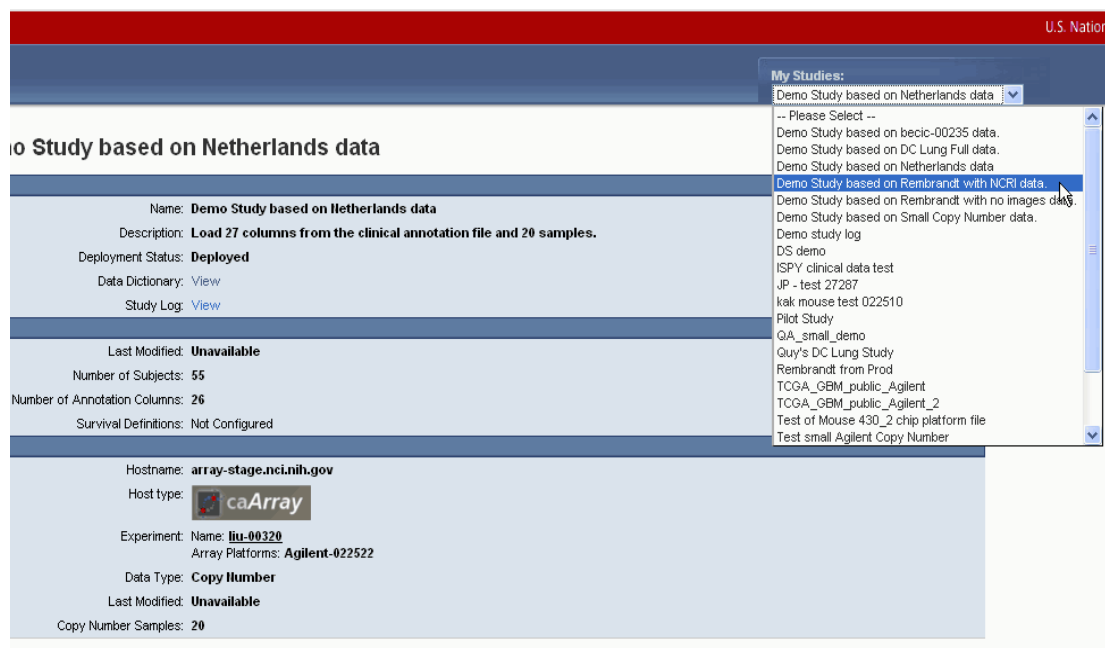 U.S. Nation
My Studies:
Demo Study based on Netherlands data
-- Please Select --
Demo Study based on becic-00235 data.
Demo Study based on DC Lung Full data.
Demo Study based on Netherlands data
Demo Study based on Rembrandt with NCRI data.
Demo Study based on Rembrandt with no images data.
Demo Study based on Small Copy Number data.
Demo study log
DS demo
ISPY clinical data test
JP - test 27287
kak mouse test 022510
Pilot Study
QA_small_demo
Quy's DC Lung Study
Rembrandt from Prod
TCGA_GBM_public_Agilent
TCGA_GBM_public_Agilent_2
Test of Mouse 430_2 chip platform file
Test small Agilent Copy Number
no Study based on Netherlands data
Name: Demo Study based on Netherlands data
Description: Load 27 columns from the clinical annotation file and 20 samples.
Deployment Status: Deployed
Data Dictionary: View
Study Log: View
Last Modified: Unavailable
Number of Subjects: 55
Number of Annotation Columns: 26
Survival Definitions: Not Configured
Hostname: array-stage.nci.nih.gov
Host type: caArray
Experiment: Name: liu-00320
Array Platforms: Agilent-022522
Data Type: Copy Number
Last Modified: Unavailable
Copy Number Samples: 20